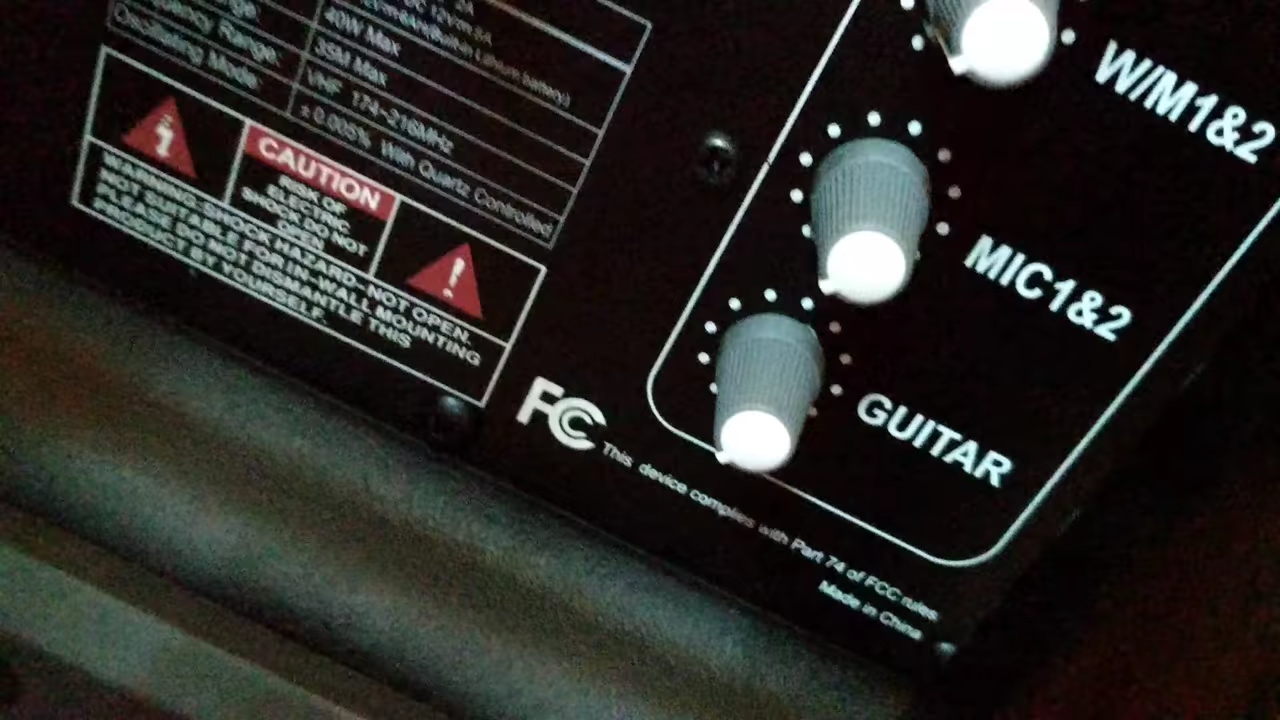 40W Max
35M Max
Range:
VHF 174~216MHz
Oscillating Mode:
± 0.005% With Quartz Controlled
CAUTION
RISK OF
ELECTRIC
SHOCK DO NOT
OPEN
WARNING:SHOCK HAZARD-NOT OPEN.
NOT SUITABLE FOR IN-WALL MOUNTING
PLEASE DO NOT DISMANTLE THIS
PRODUCT BY YOURSELF.
W/M1&2
MIC1&2
GUITAR
FC
This device complies with Part 74 of FCC rules.
Made in China